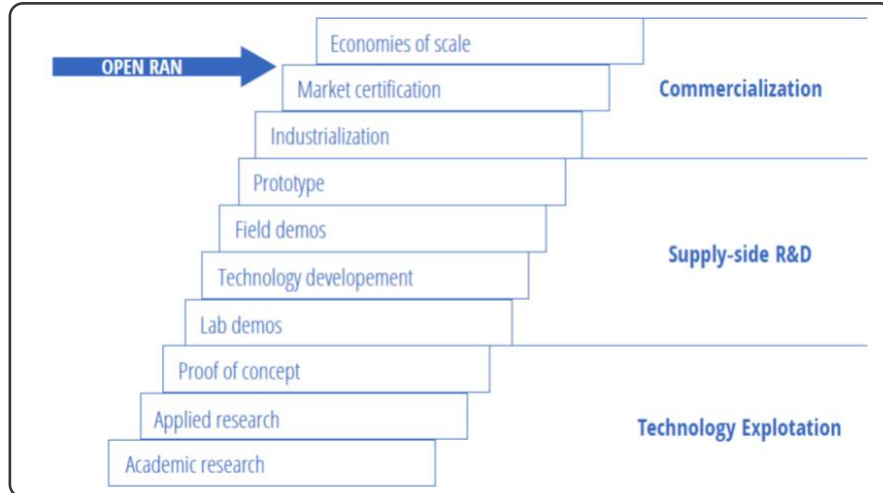 Economies of scale
OPEN RAN
Market certification
Commercialization
Industrialization
Prototype
Field demos
Supply-side R&D
Technology developement
Lab demos
Proof of concept
Applied research
Technology Explotation
Academic research